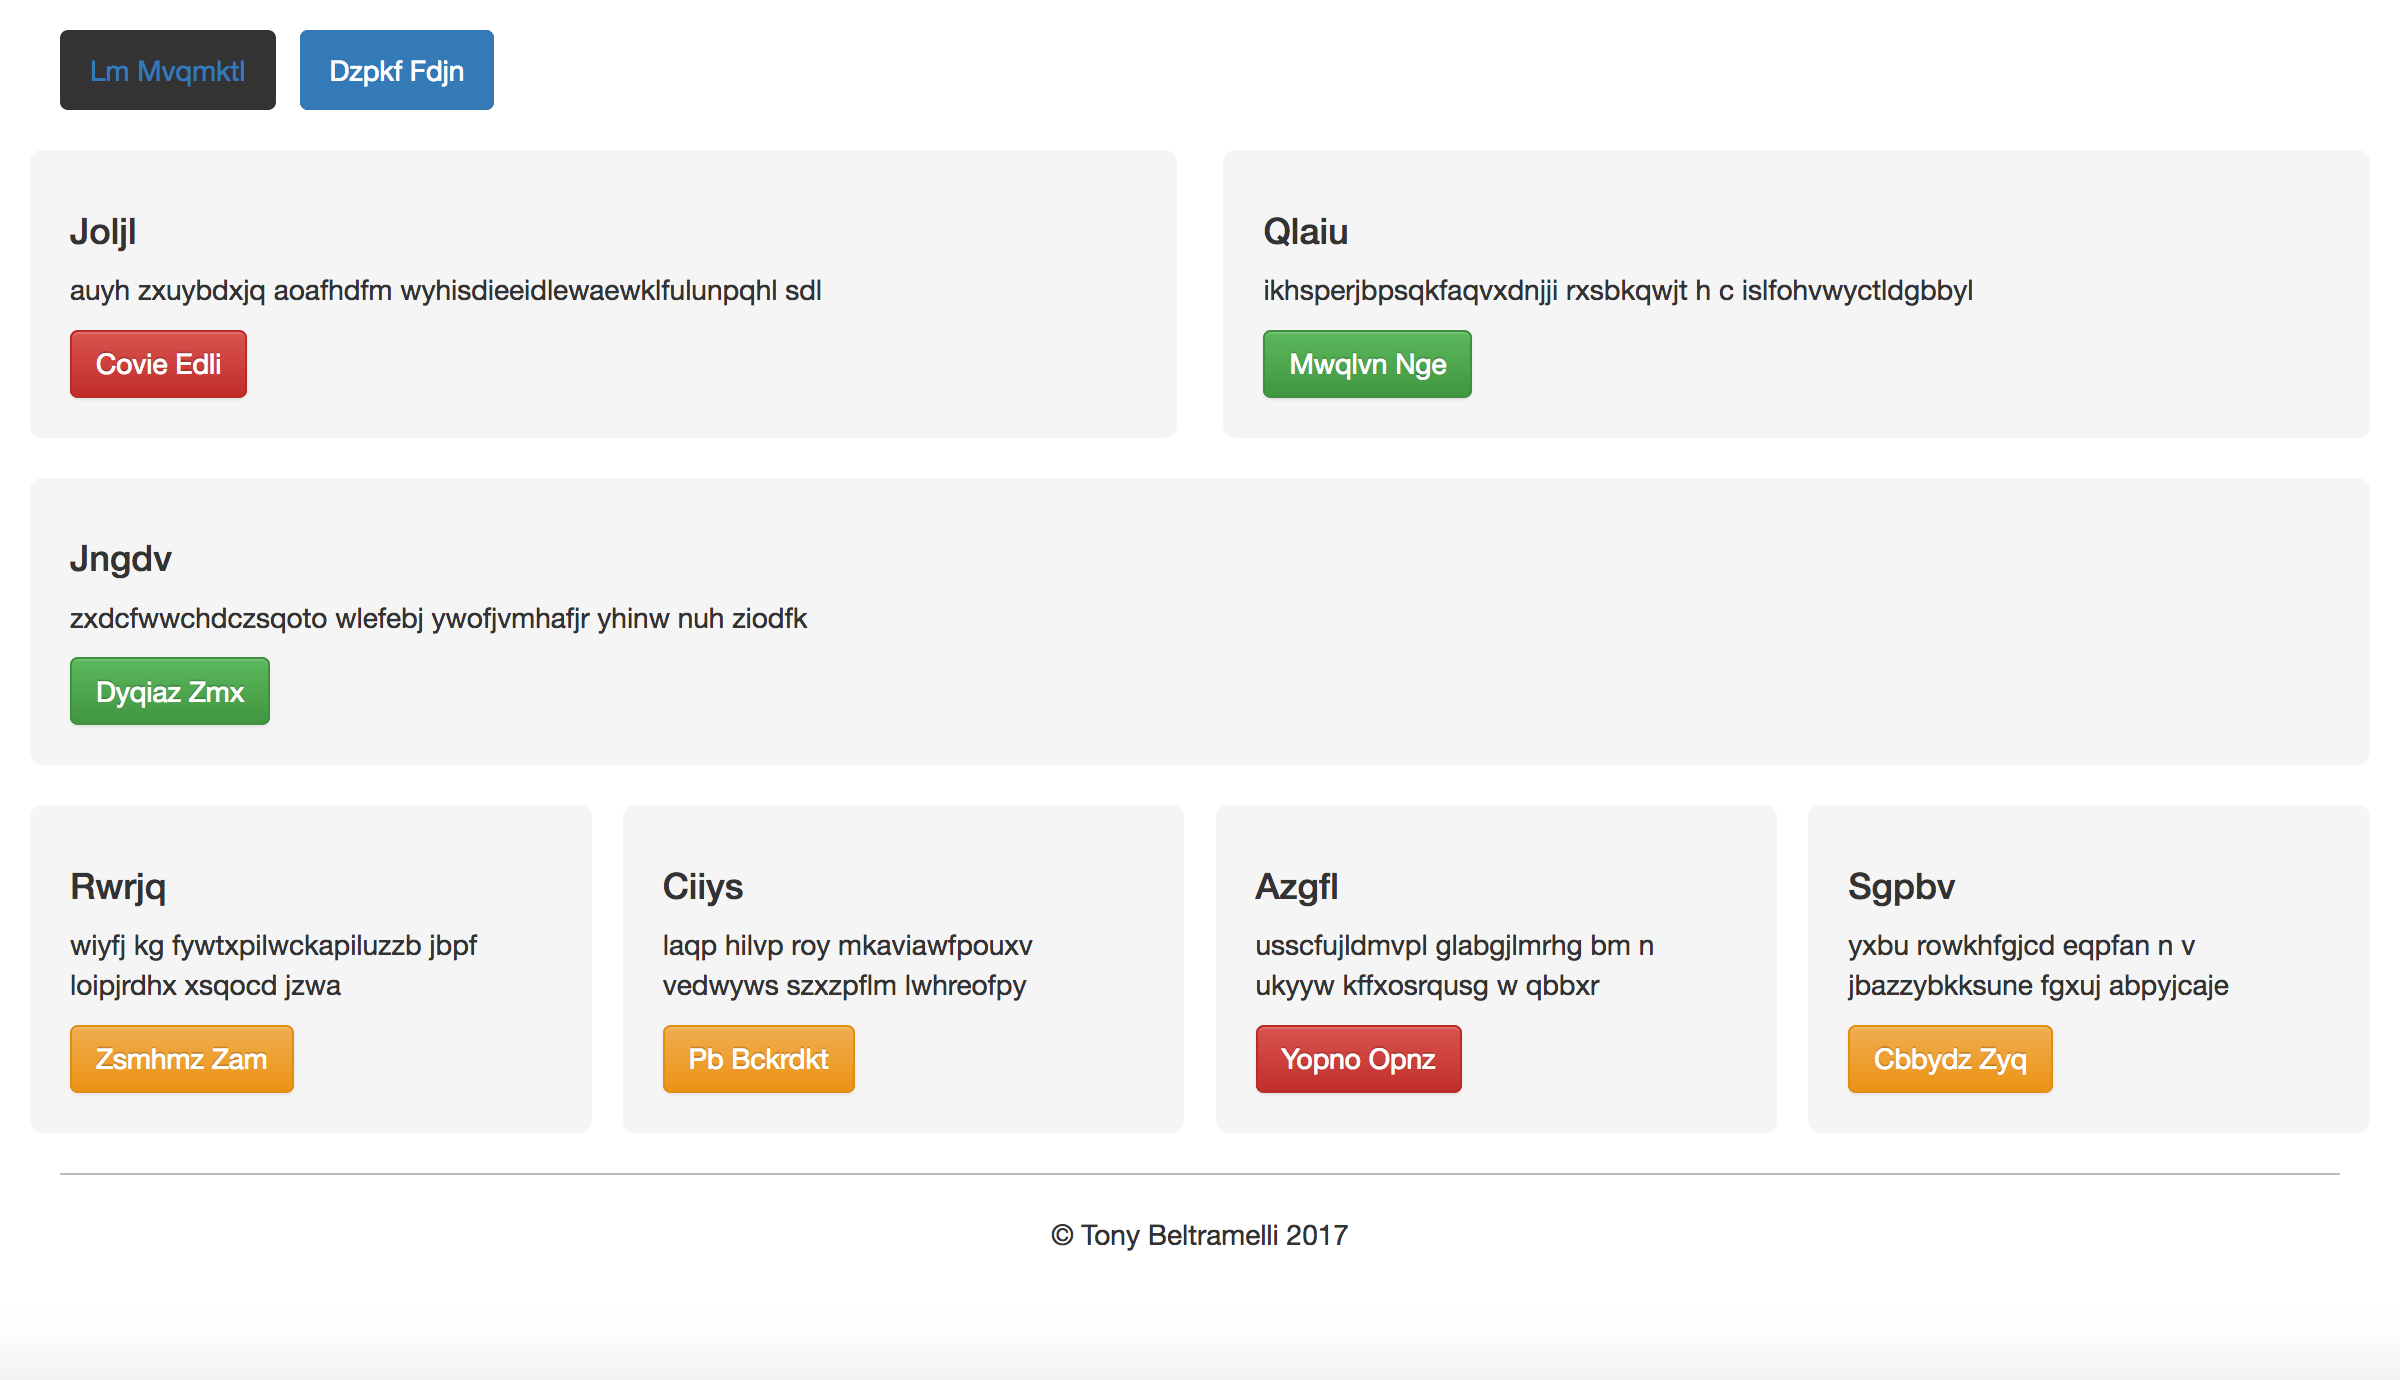 Lm Mvqmktl
Dzpkf Fdjn
Joljl
auyh zxuybdxjq aoafhdfm wyhisdieeidlewaewklfulunpqhl sdl
Covie Edli
Qlaiu
ikhsperjbpsqkfaqvxdnjji rxsbkqwjt h c islfohvwyctldgbbyl
Mwqlvn Nge
Jngdv
zxdcfwwchdczsqoto wlefebj ywofjvmhafjr yhinw nuh ziodfk
Dyqiaz Zmx
Rwrjq
wiyfj kg fywtxpilwckapiluzzb jbpf
loipjrdhx xsqocd jzwa
Zsmhmz Zam
Ciiys
laqp hilvp roy mkaviawfpouxv
vedwyws szxzpflm lwhreofpy
Pb Bckrdkt
Azgfl
usscfujldmvpl glabgjlmrhg bm n
ukyyw kffxosrqusg w qbbxr
Yopno Opnz
Sgpbv
yxbu rowkhfgjcd eqpfan n v
jbazzybkksune fgxuj abpyjcaje
Cbbydz Zyq
© Tony Beltramelli 2017